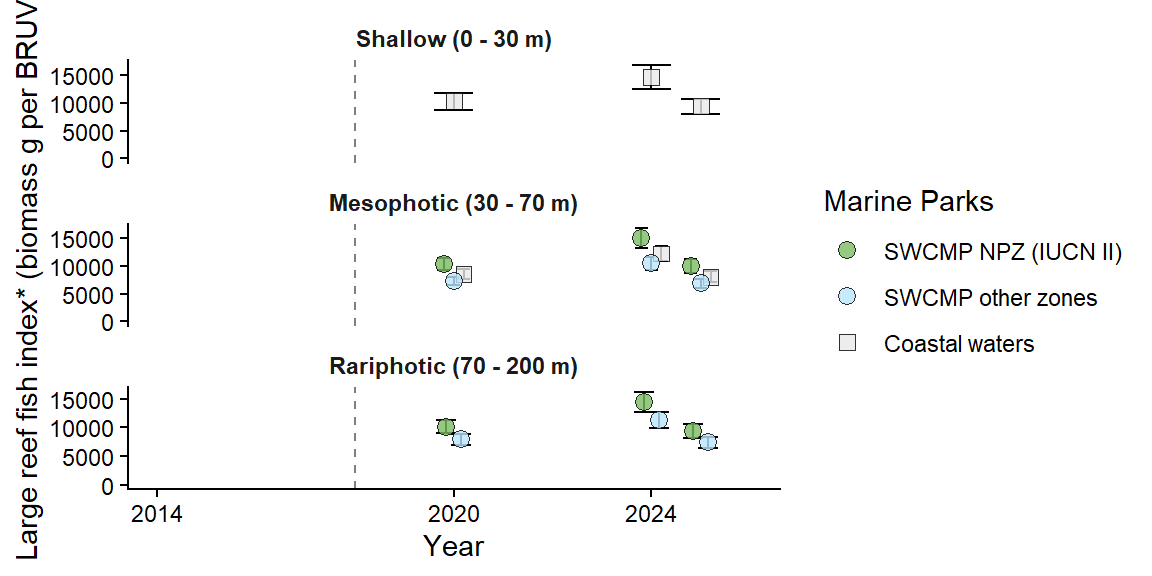 Large reef fish index* (biomass g per BRUV
Shallow (0 - 30 m)
15000
10000
5000
0
Mesophotic (30 - 70 m)
15000
10000
5000
0
Rariphotic (70 - 200 m)
15000
10000
5000
0
2014
2020
2024
Year
Marine Parks
SWCMP NPZ (IUCN II)
SWCMP other zones
Coastal waters